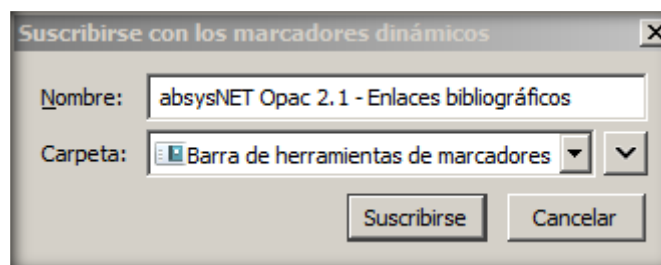 Suscribirse con los marcadores dinámicos
Nombre: absysNET Opac 2.1 - Enlaces bibliográficos
Carpeta: Barra de herramientas de marcadores
Suscribirse Cancelar